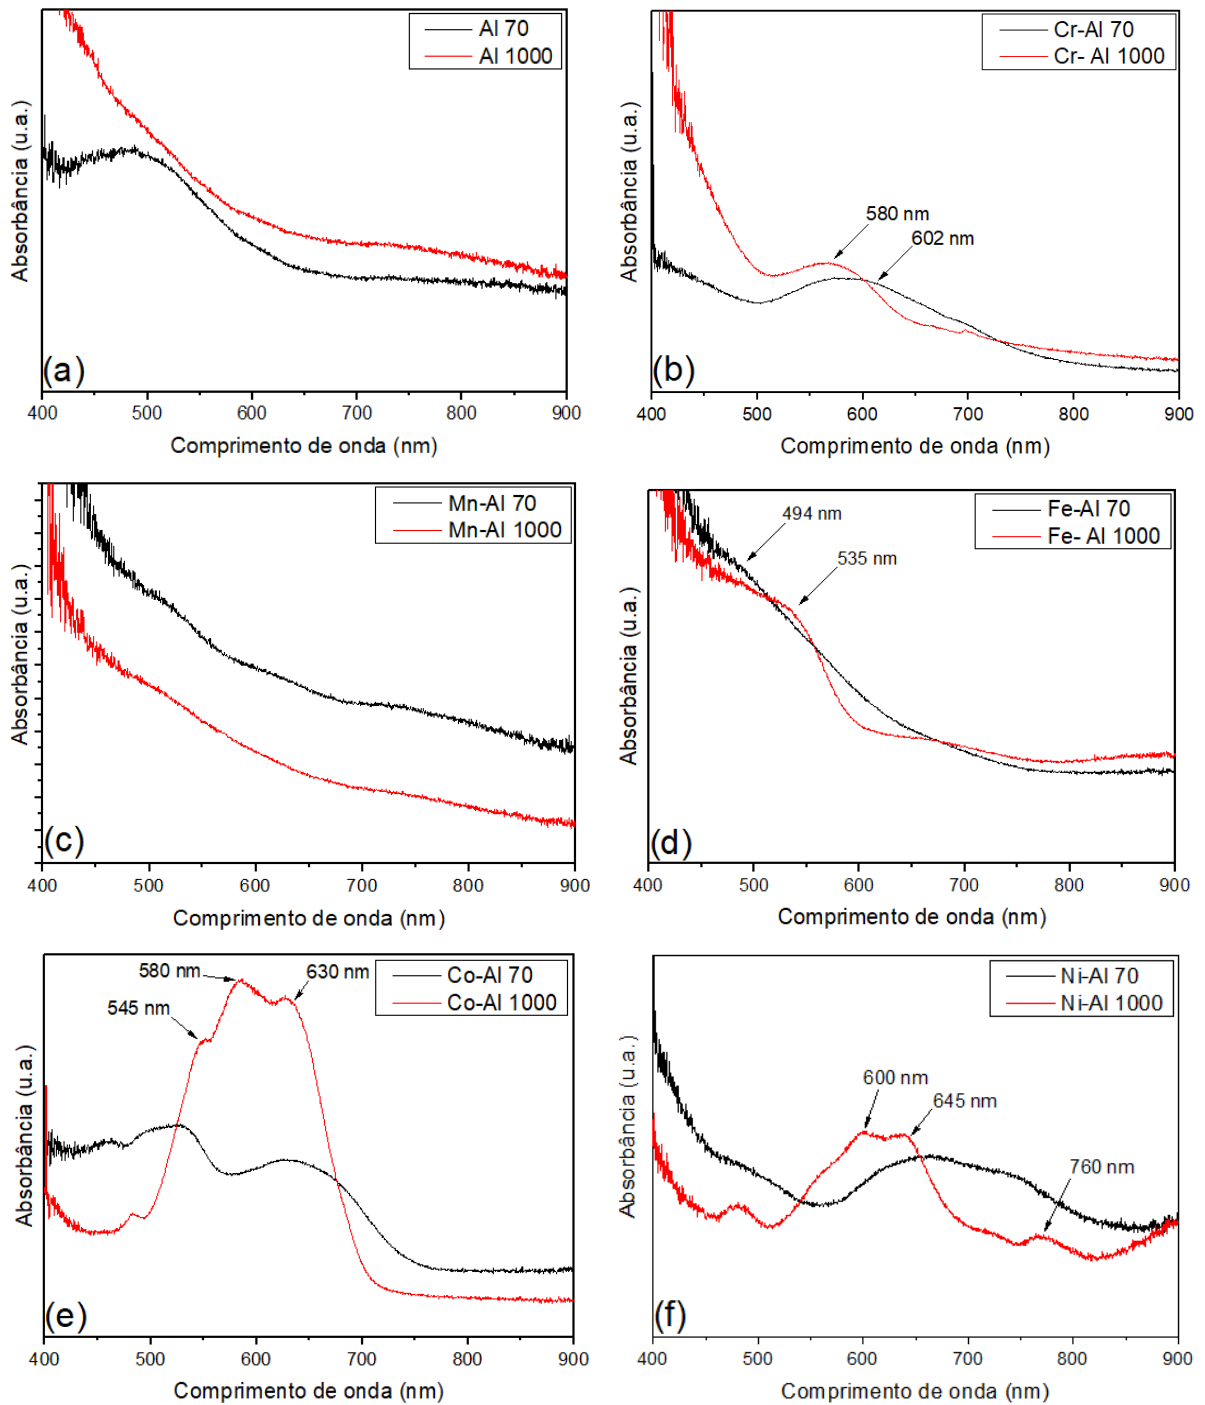 Al 70
Al 1000
Absorbância (u.a.)
(a)
400 500 600 700 800 900
Comprimento de onda (nm)
Cr-Al 70
Cr- Al 1000
580 nm
602 nm
Absorbância (u.a.)
(b)
400 500 600 700 800 900
Comprimento de onda (nm)
Mn-Al 70
Mn-Al 1000
Absorbância (u.a.)
(c)
400 500 600 700 800 900
Comprimento de onda (nm)
Fe-Al 70
Fe- Al 1000
494 nm
535 nm
Absorbância (u.a.)
(d)
400 500 600 700 800 900
Comprimento de onda (nm)
Co-Al 70
Co-Al 1000
580 nm
630 nm
545 nm
Absorbância (u.a.)
(e)
400 500 600 700 800 900
Comprimento de onda (nm)
Ni-Al 70
Ni-Al 1000
600 nm
645 nm
760 nm
Absorbância (u.a.)
(f)
400 500 600 700 800 900
Comprimento de onda (nm)